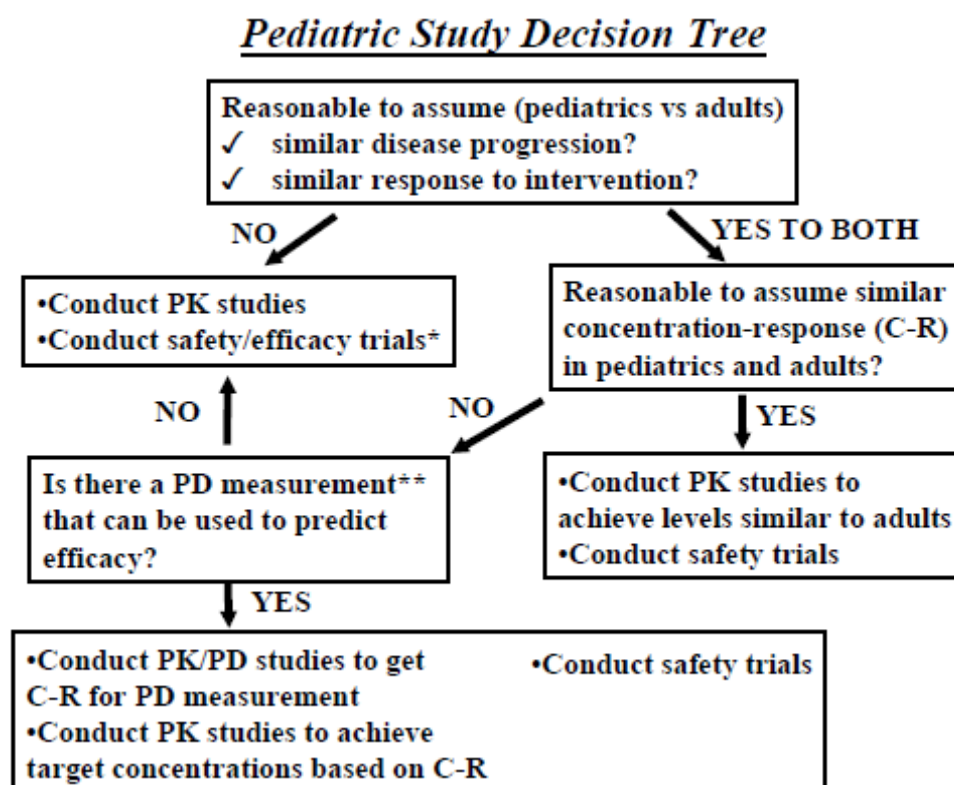 Pediatric Study Decision Tree
Reasonable to assume (pediatrics vs adults)
✓ similar disease progression?
✓ similar response to intervention?
NO
YES TO BOTH
•Conduct PK studies
•Conduct safety/efficacy trials*
Reasonable to assume similar
concentration-response (C-R)
in pediatrics and adults?
NO
NO
YES
Is there a PD measurement**
that can be used to predict
efficacy?
•Conduct PK studies to
achieve levels similar to adults
•Conduct safety trials
YES
•Conduct PK/PD studies to get
C-R for PD measurement
•Conduct PK studies to achieve
target concentrations based on C-R
•Conduct safety trials